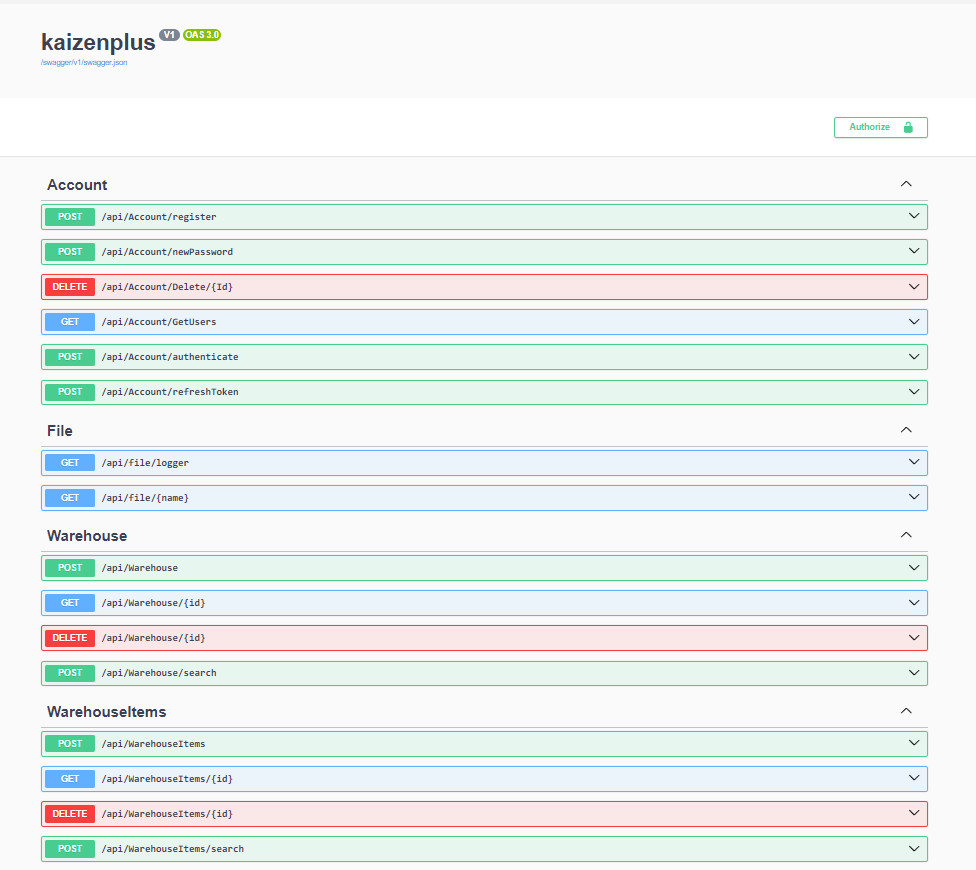 kaizenplus V1 OAS 3.0
/swagger/v1/swagger.json
Authorize
Account
POST /api/Account/register
POST /api/Account/newPassword
DELETE /api/Account/Delete/{Id}
GET /api/Account/GetUsers
POST /api/Account/authenticate
POST /api/Account/refreshToken
File
GET /api/file/logger
GET /api/file/{name}
Warehouse
POST /api/Warehouse
GET /api/Warehouse/{id}
DELETE /api/Warehouse/{id}
POST /api/Warehouse/search
WarehouseItems
POST /api/WarehouseItems
GET /api/WarehouseItems/{id}
DELETE /api/WarehouseItems/{id}
POST /api/WarehouseItems/search